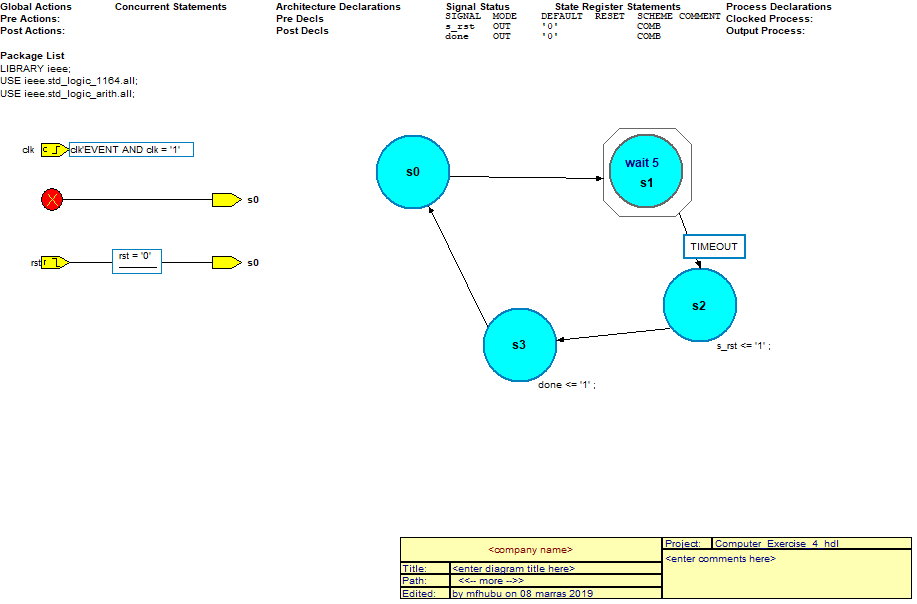 Global Actions
Pre Actions:
Post Actions:
Concurrent Statements
Architecture Declarations
Pre Decls
Post Decls
Signal Status
SIGNAL MODE DEFAULT RESET SCHEME COMMENT
s_rst OUT '0' COMB
done OUT '0' COMB
State Register Statements
Process Declarations
Clocked Process:
Output Process:
Package List
LIBRARY ieee;
USE ieee.std_logic_1164.all;
USE ieee.std_logic_arith.all;
clk c clk'EVENT AND clk = '1'
s0
rst r rst = '0' s0
s0
wait 5
s1
TIMEOUT
s2
s_rst <= '1' ;
s3
done <= '1' ;
<company name>
Title: <enter diagram title here>
Path: <<-- more -->>
Edited: by mfhubu on 08 marras 2019
Project: Computer_Exercise_4_hdl
<enter comments here>